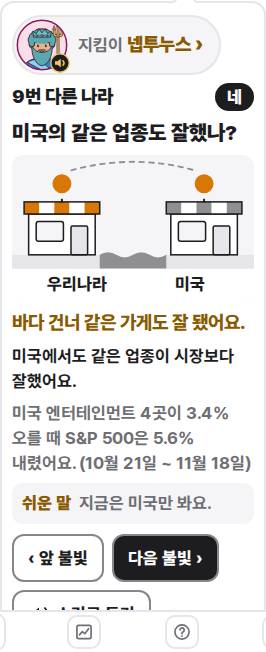 지킴이 넵투누스 ›
9번 다른 나라 네
미국의 같은 업종도 잘했나?
우리나라 미국
바다 건너 같은 가게도 잘 됐어요.
미국에서도 같은 업종이 시장보다
잘했어요.
미국 엔터테인먼트 4곳이 3.4%
오를 때 S&P 500은 5.6%
내렸어요. (10월 21일 ~ 11월 18일)
쉬운 말 지금은 미국만 봐요.
‹ 앞 불빛 다음 불빛 ›